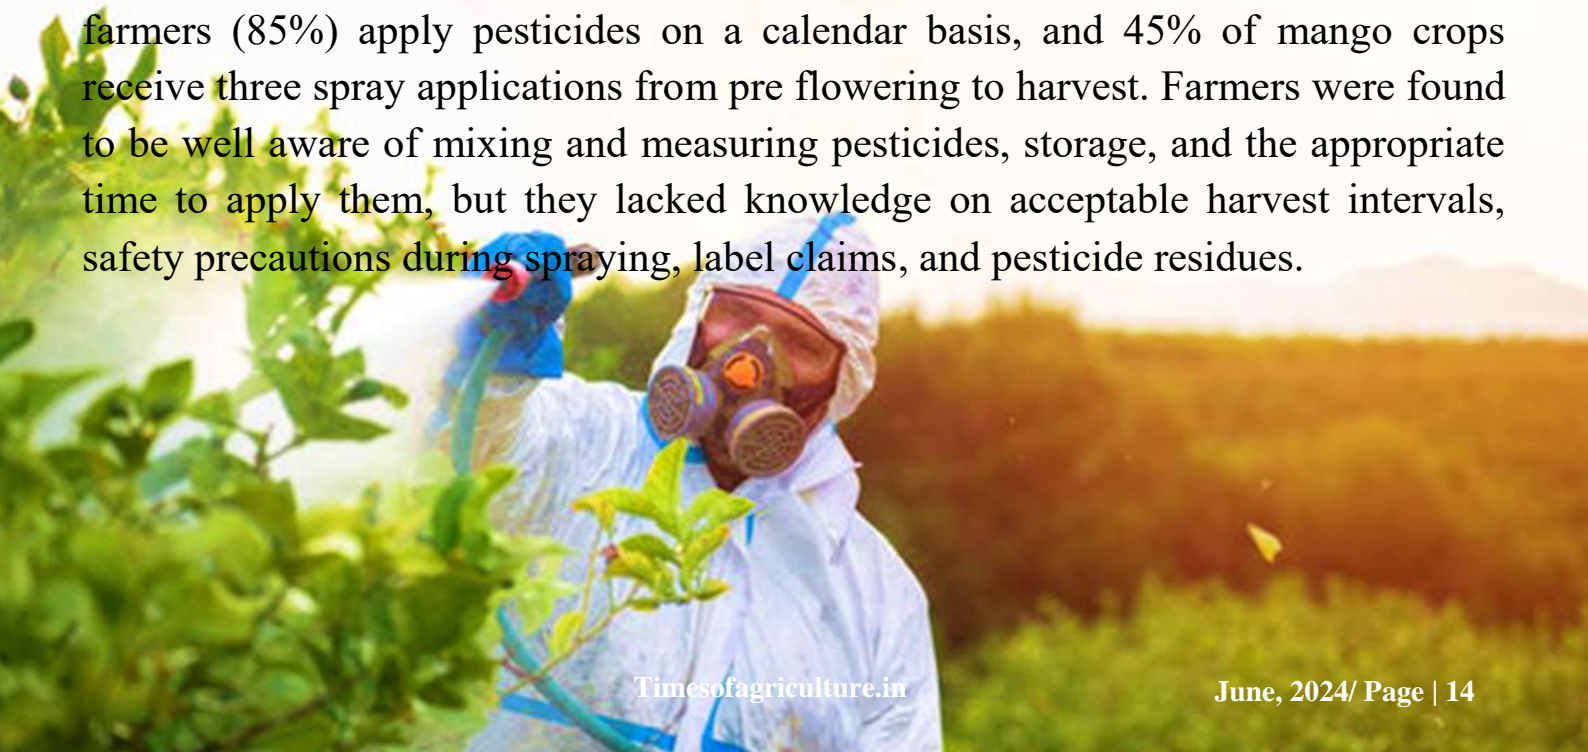 farmers (85%) apply pesticides on a calendar basis, and 45% of mango crops
receive three spray applications from pre flowering to harvest. Farmers were found
to be well aware of mixing and measuring pesticides, storage, and the appropriate
time to apply them, but they lacked knowledge on acceptable harvest intervals,
safety precautions during spraying, label claims, and pesticide residues.
Timesofagriculture.in
June, 2024/ Page | 14